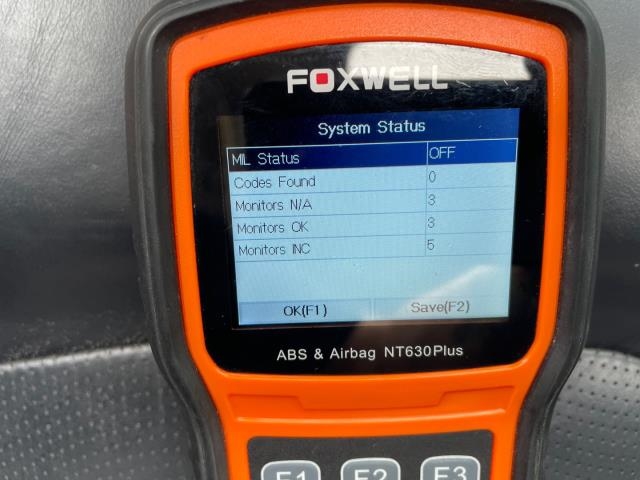 FOXWELL
System Status
MIL Status OFF
Codes Found 0
Monitors N/A 3
Monitors OK 3
Monitors INC 5
OK(F1) Save(F2)
ABS & Airbag NT630Plus
F1 F2 F3